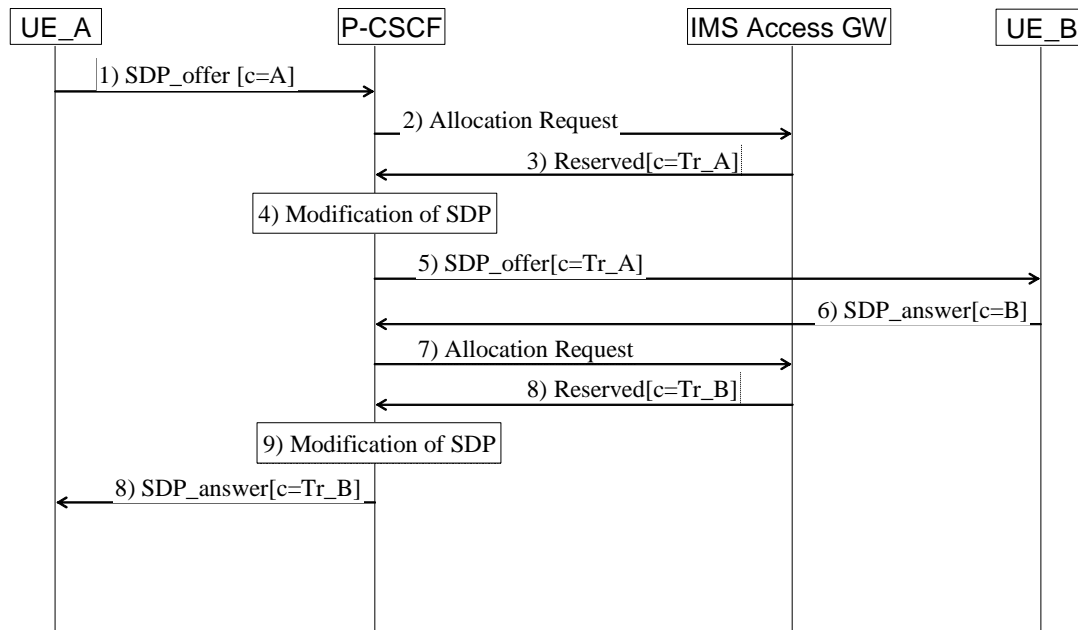 UE_A
P-CSCF
IMS Access GW
UE_B
1) SDP_offer [c=A]
2) Allocation Request
3) Reserved[c=Tr_A]
4) Modification of SDP
5) SDP_offer[c=Tr_A]
6) SDP_answer[c=B]
7) Allocation Request
8) Reserved[c=Tr_B]
9) Modification of SDP
8) SDP_answer[c=Tr_B]